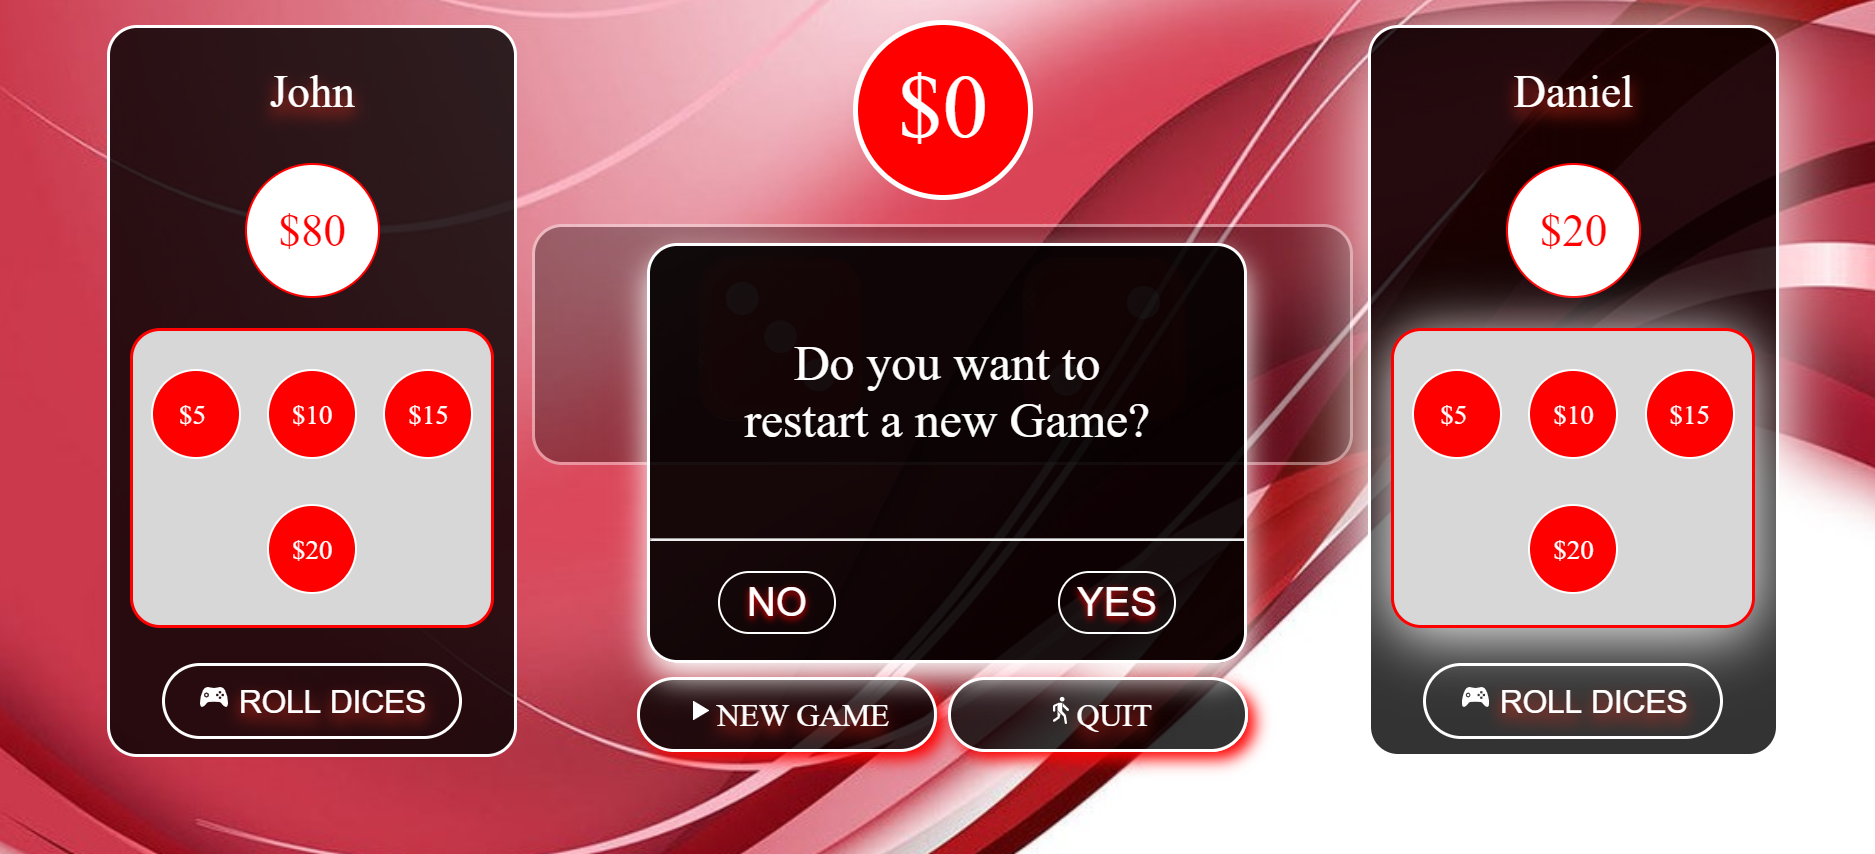 John
$80
$5
$10
$15
$20
ROLL DICES
$0
Do you want to
restart a new Game?
NO
YES
NEW GAME
QUIT
Daniel
$20
$5
$10
$15
$20
ROLL DICES